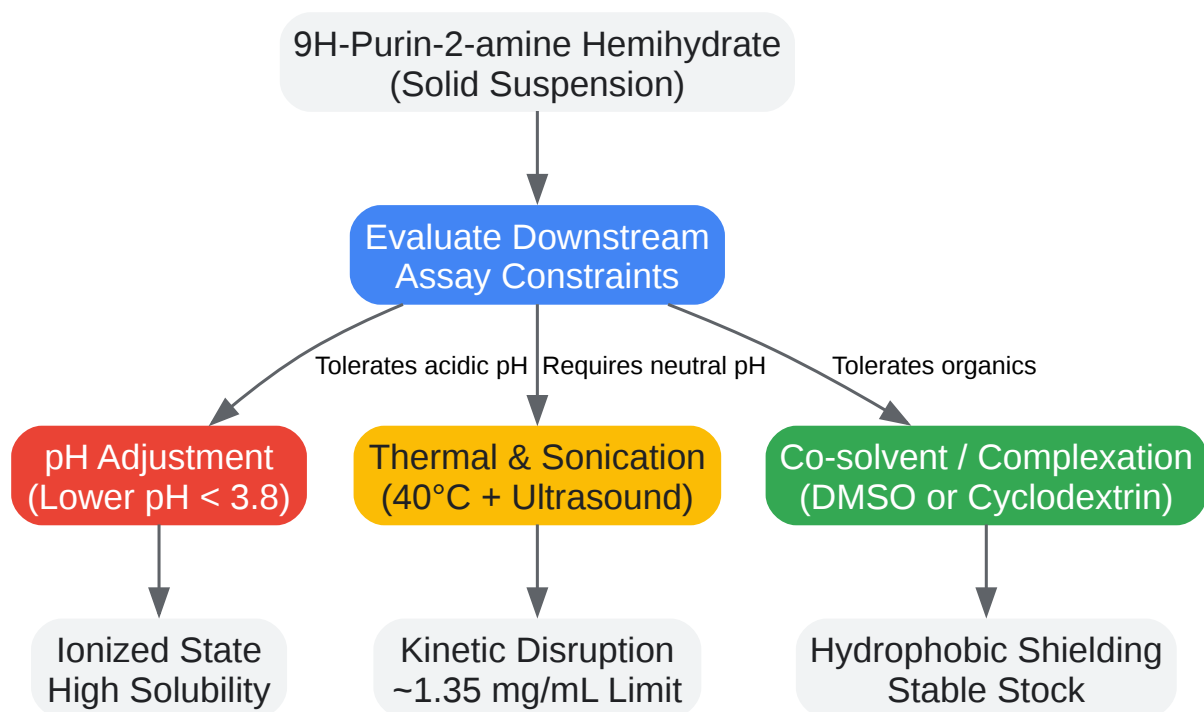 9H-Purin-2-amine Hemihydrate
(Solid Suspension)
Evaluate Downstream
Assay Constraints
Tolerates acidic pH
Requires neutral pH
Tolerates organics
pH Adjustment
(Lower pH < 3.8)
Thermal & Sonication
(40°C + Ultrasound)
Co-solvent / Complexation
(DMSO or Cyclodextrin)
Ionized State
High Solubility
Kinetic Disruption
~1.35 mg/mL Limit
Hydrophobic Shielding
Stable Stock